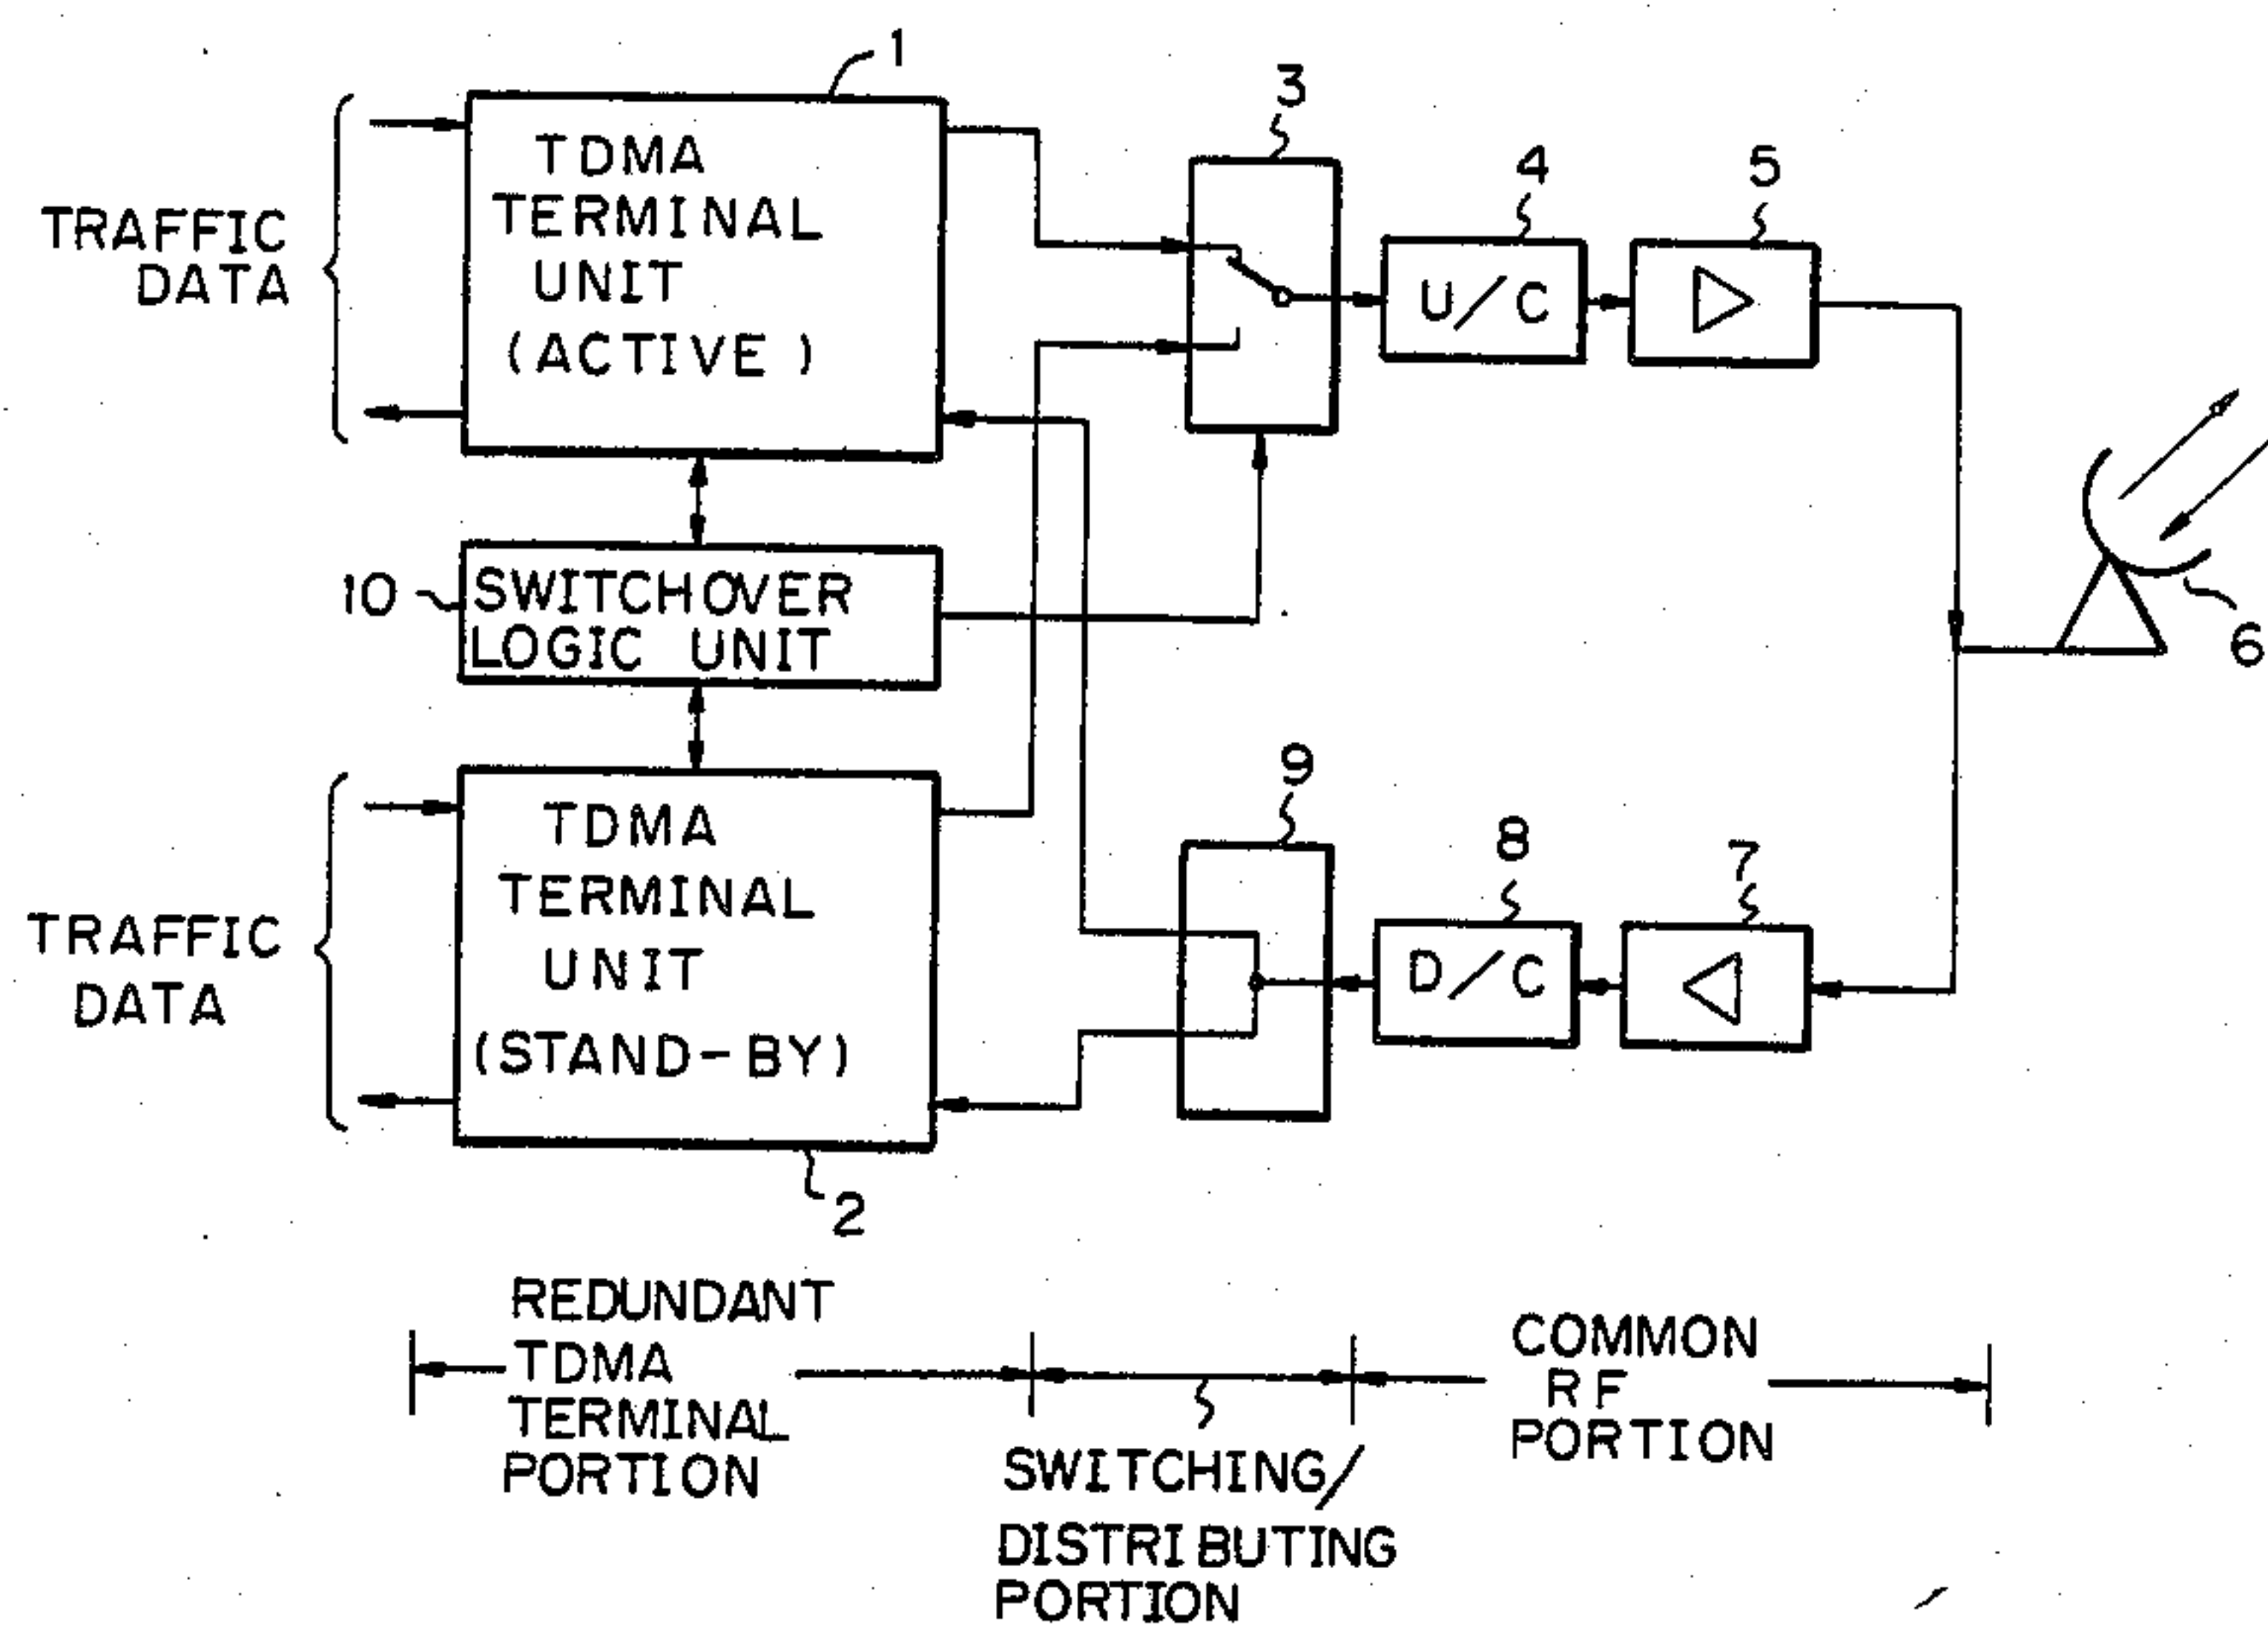 1
TDMA
TERMINAL
UNIT
(ACTIVE)
TRAFFIC
DATA
3
4
5
U/C
6
10
SWITCHOVER
LOGIC UNIT
TDMA
TERMINAL
UNIT
(STAND-BY)
TRAFFIC
DATA
2
9
8
7
D/C
REDUNDANT
TDMA
TERMINAL
PORTION
SWITCHING/
DISTRIBUTING
PORTION
COMMON
RF
PORTION